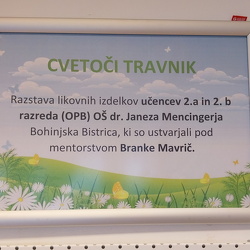 CVETOČI TRAVNIK
Razstava likovnih izdelkov učencev 2.a in 2. b
razreda (OPB) OŠ dr. Janeza Mencingerja
Bohinjska Bistrica, ki so ustvarjali pod
mentorstvom Branke Mavrič.